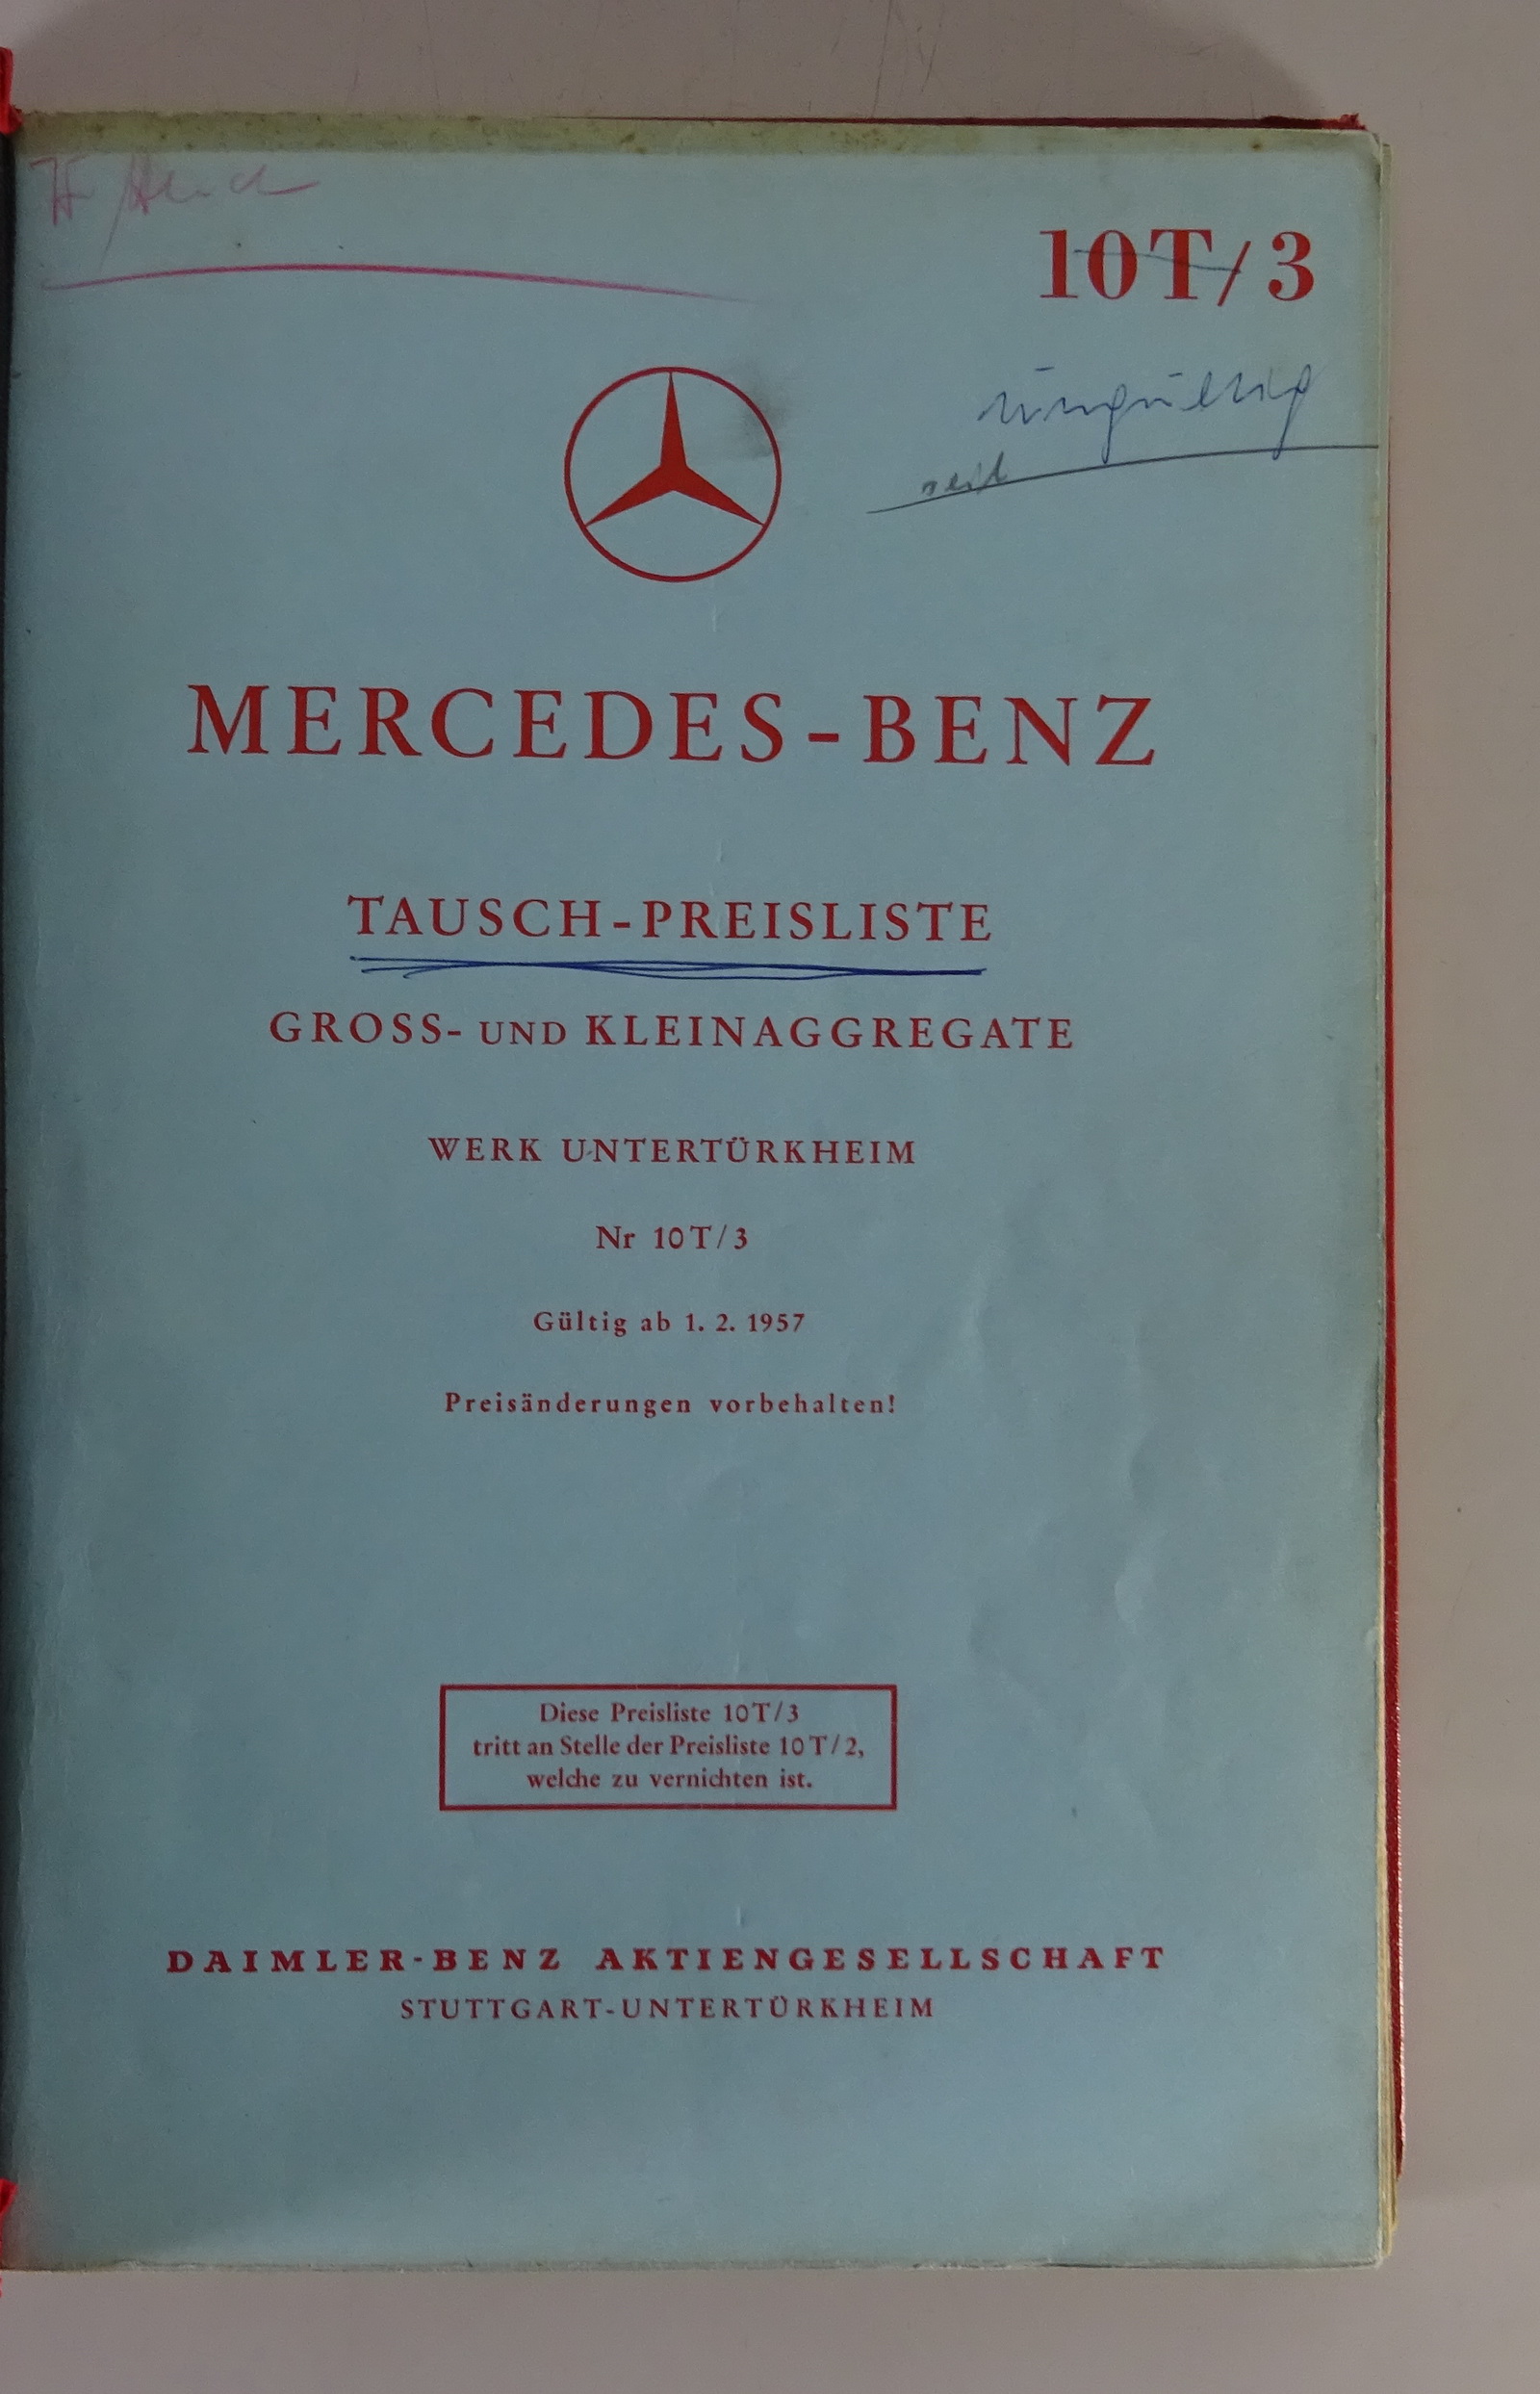 10T/3
ungültig
seit
MERCEDES-BENZ
TAUSCH-PREISLISTE
GROSS- UND KLEINAGGREGATE
WERK UNTERTÜRKHEIM
Nr 10T/3
Gültig ab 1. 2. 1957
Preisänderungen vorbehalten!
Diese Preisliste 10T/3
tritt an Stelle der Preisliste 10T/2,
welche zu vernichten ist.
DAIMLER-BENZ AKTIENGESELLSCHAFT
STUTTGART-UNTERTÜRKHEIM